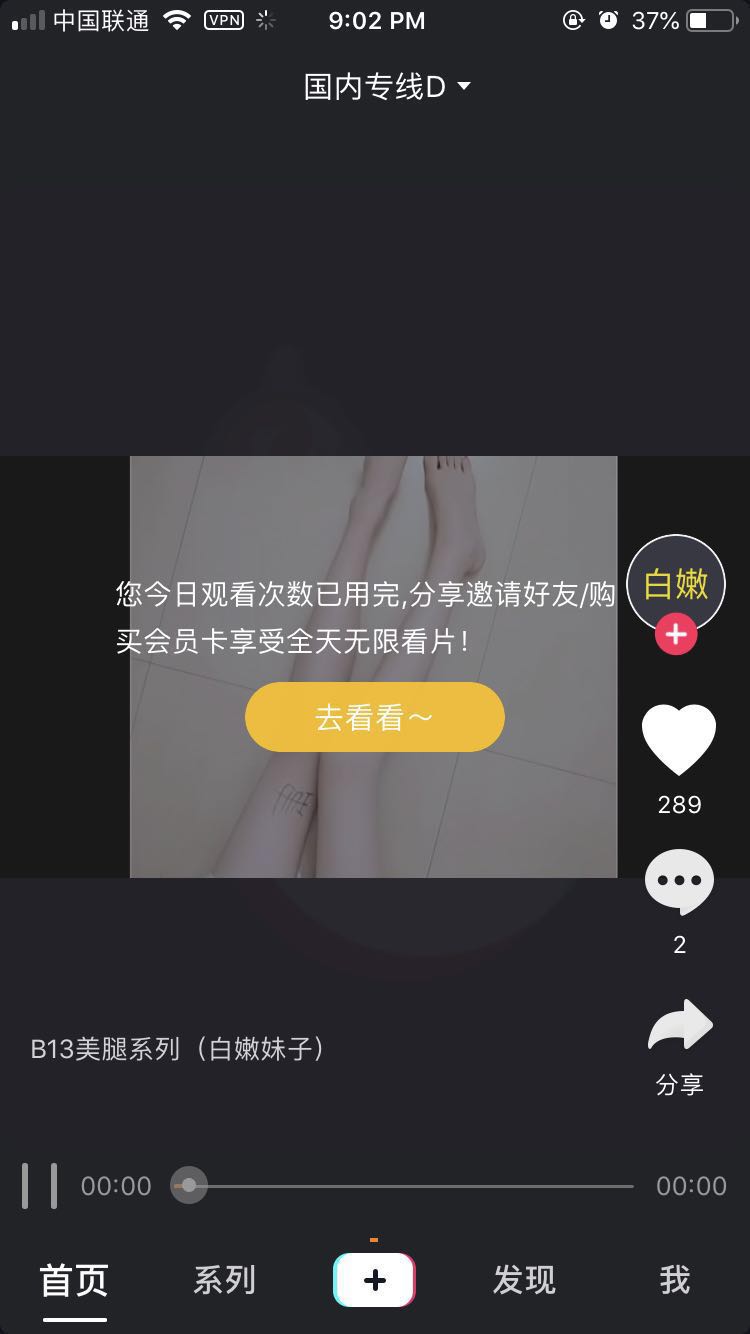 中国联通 VPN 9:02 PM 37%
国内专线D
您今日观看次数已用完,分享邀请好友/购
买会员卡享受全天无限看片!
去看看～
白嫩
289
2
分享
B13美腿系列（白嫩妹子）
00:00 00:00
首页 系列 发现 我